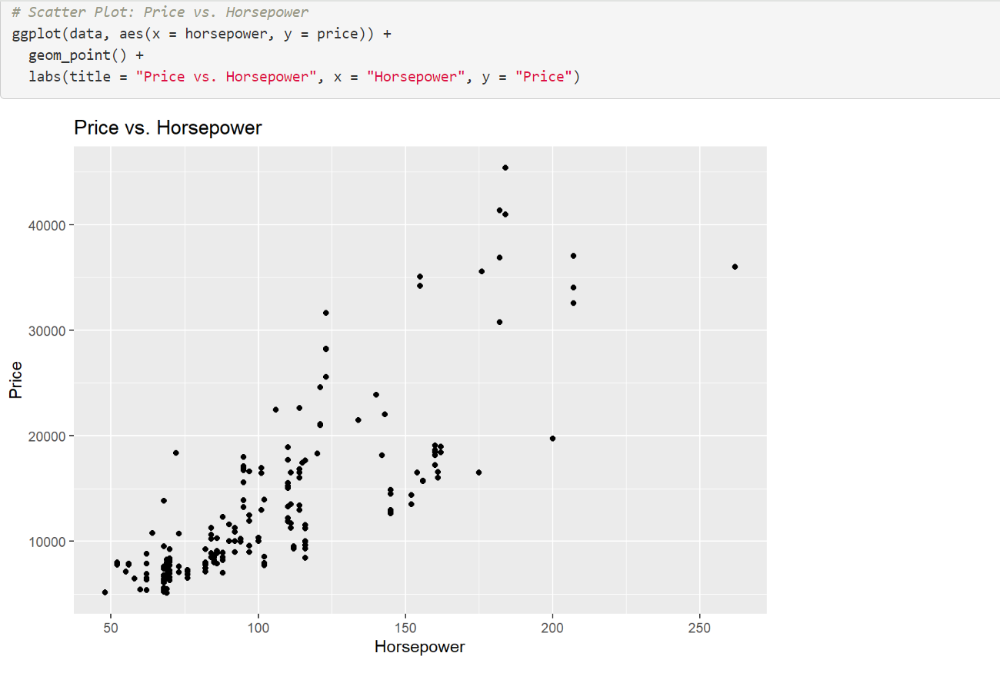 # Scatter Plot: Price vs. Horsepower
ggplot(data, aes(x = horsepower, y = price)) +
  geom_point() +
  labs(title = "Price vs. Horsepower", x = "Horsepower", y = "Price")
Price vs. Horsepower
40000
30000
20000
10000
Price
50 100 150 200 250
Horsepower